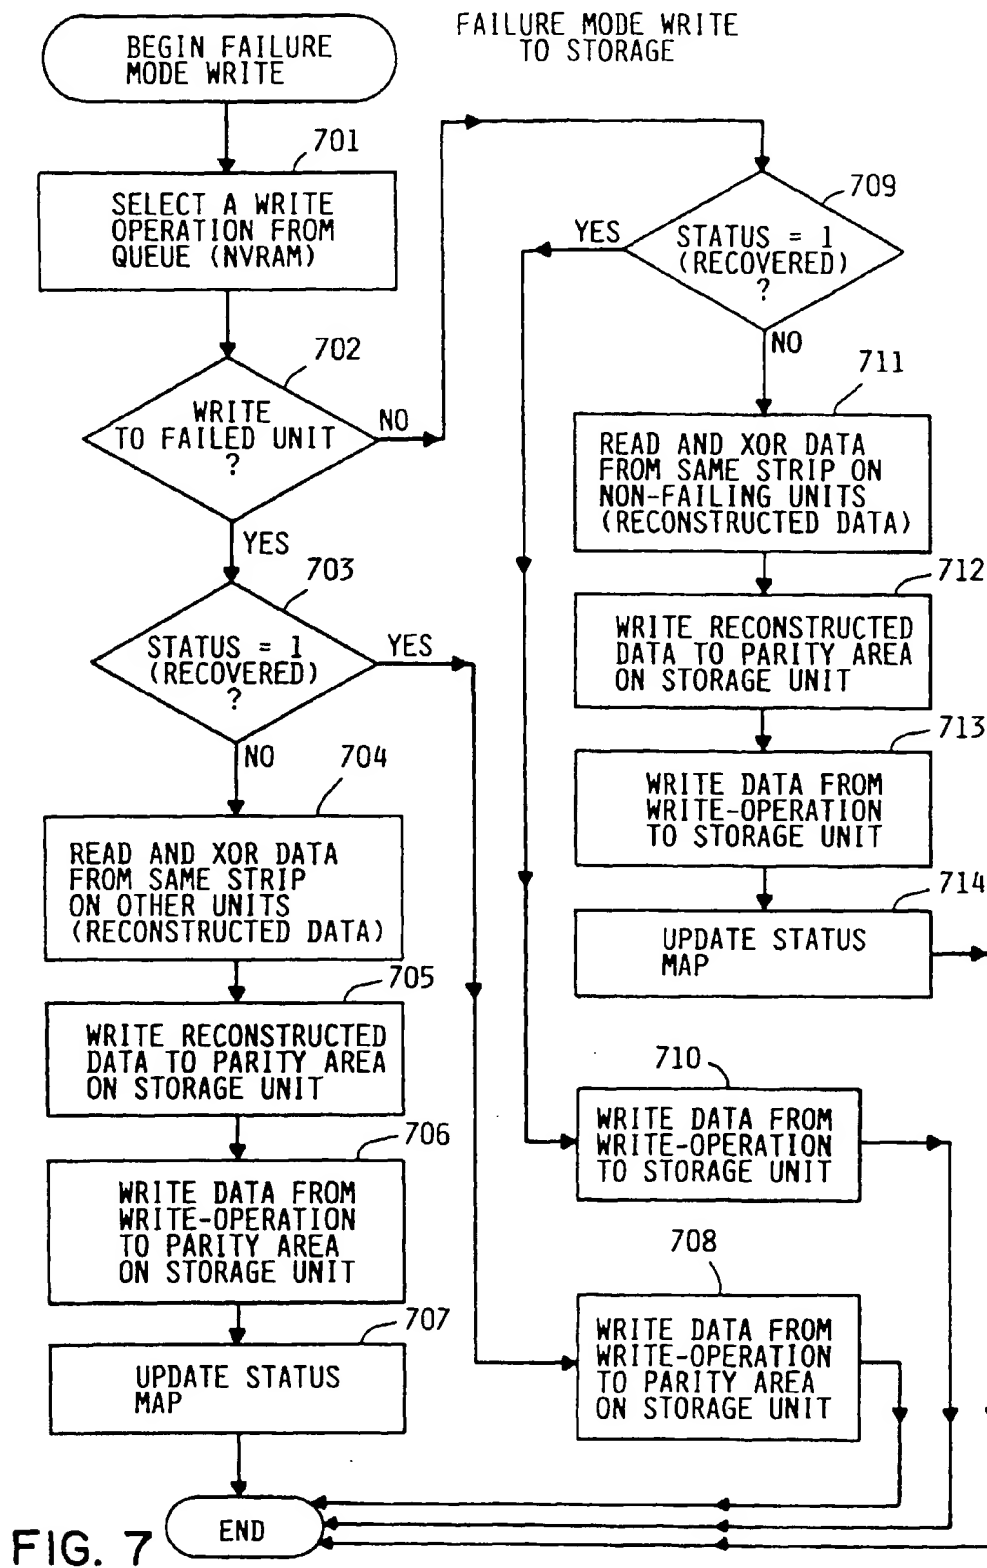 FAILURE MODE WRITE
TO STORAGE
BEGIN FAILURE
MODE WRITE
701
SELECT A WRITE
OPERATION FROM
QUEUE (NVRAM)
702
WRITE
TO FAILED UNIT
?
NO
YES
703
STATUS = 1
(RECOVERED)
?
YES
NO
704
READ AND XOR DATA
FROM SAME STRIP
ON OTHER UNITS
(RECONSTRUCTED DATA)
705
WRITE RECONSTRUCTED
DATA TO PARITY AREA
ON STORAGE UNIT
706
WRITE DATA FROM
WRITE-OPERATION
TO PARITY AREA
ON STORAGE UNIT
707
UPDATE STATUS
MAP
709
STATUS = 1
(RECOVERED)
?
YES
NO
711
READ AND XOR DATA
FROM SAME STRIP ON
NON-FAILING UNITS
(RECONSTRUCTED DATA)
712
WRITE RECONSTRUCTED
DATA TO PARITY AREA
ON STORAGE UNIT
713
WRITE DATA FROM
WRITE-OPERATION
TO STORAGE UNIT
714
UPDATE STATUS
MAP
710
WRITE DATA FROM
WRITE-OPERATION
TO STORAGE UNIT
708
WRITE DATA FROM
WRITE-OPERATION
TO PARITY AREA
ON STORAGE UNIT
END
FIG. 7